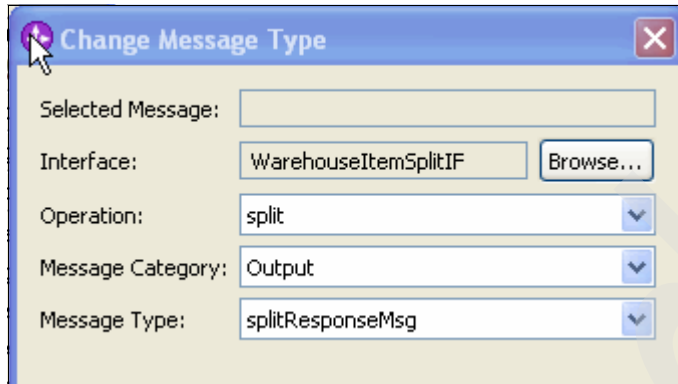 Change Message Type
Selected Message:
Interface: WarehouseItemSplitIF Browse...
Operation: split
Message Category: Output
Message Type: splitResponseMsg